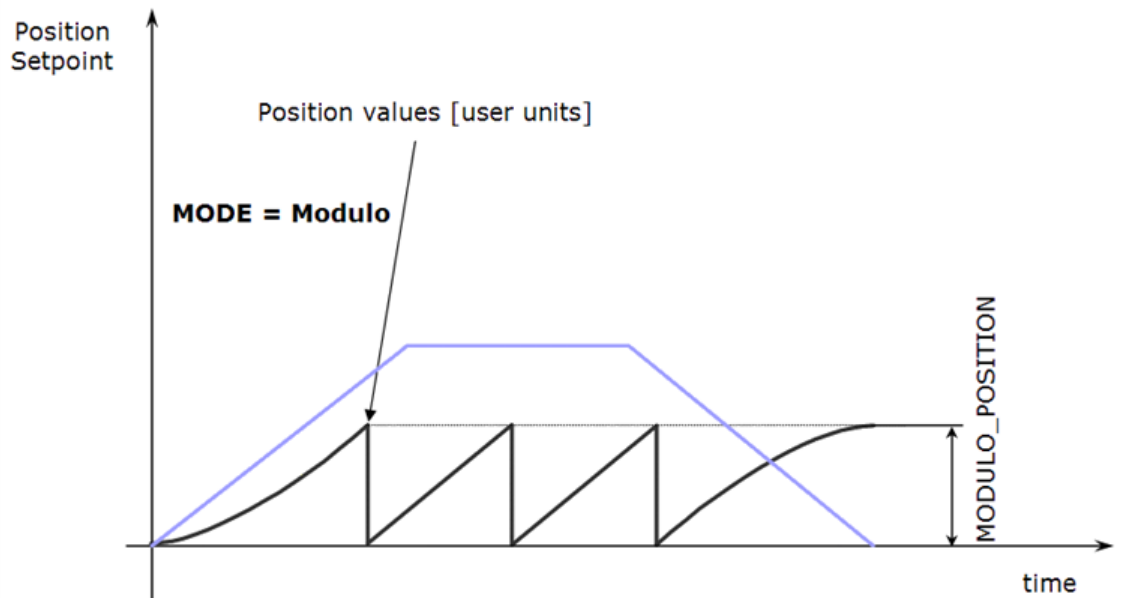 Position
Setpoint
Position values [user units]
MODE = Modulo
MODULO_POSITION
time